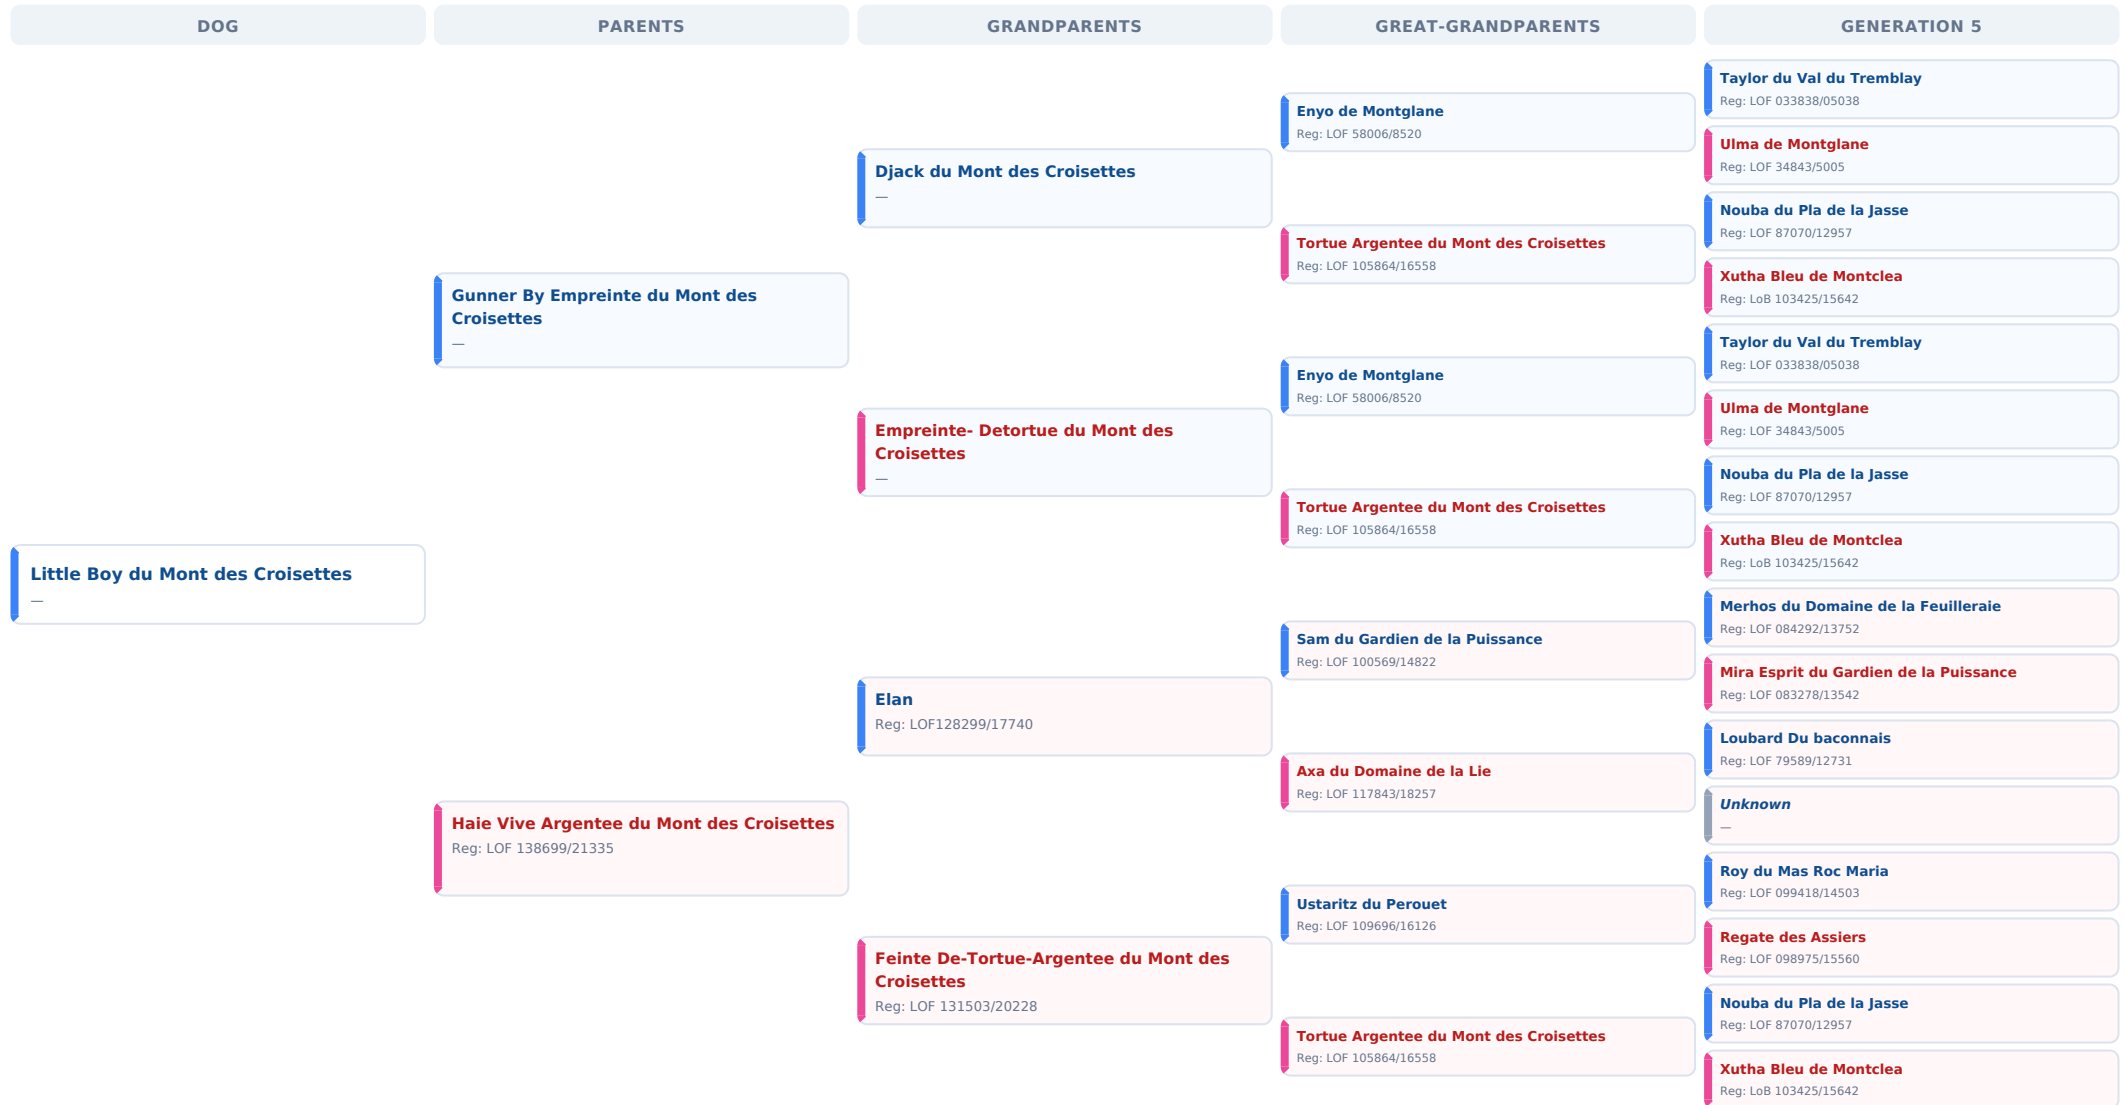 DOG
PARENTS
GRANDPARENTS
GREAT-GRANDPARENTS
GENERATION 5
Little Boy du Mont des Croisettes
—
Gunner By Empreinte du Mont des
Croisettes
—
Haie Vive Argentee du Mont des Croisettes
Reg: LOF 138699/21335
Djack du Mont des Croisettes
—
Empreinte- Detortue du Mont des
Croisettes
—
Elan
Reg: LOF128299/17740
Feinte De-Tortue-Argentee du Mont des
Croisettes
Reg: LOF 131503/20228
Enyo de Montglane
Reg: LOF 58006/8520
Tortue Argentee du Mont des Croisettes
Reg: LOF 105864/16558
Enyo de Montglane
Reg: LOF 58006/8520
Tortue Argentee du Mont des Croisettes
Reg: LOF 105864/16558
Sam du Gardien de la Puissance
Reg: LOF 100569/14822
Axa du Domaine de la Lie
Reg: LOF 117843/18257
Ustaritz du Perouet
Reg: LOF 109696/16126
Tortue Argentee du Mont des Croisettes
Reg: LOF 105864/16558
Taylor du Val du Tremblay
Reg: LOF 033838/05038
Ulma de Montglane
Reg: LOF 34843/5005
Nouba du Pla de la Jasse
Reg: LOF 87070/12957
Xutha Bleu de Montclea
Reg: LoB 103425/15642
Taylor du Val du Tremblay
Reg: LOF 033838/05038
Ulma de Montglane
Reg: LOF 34843/5005
Nouba du Pla de la Jasse
Reg: LOF 87070/12957
Xutha Bleu de Montclea
Reg: LoB 103425/15642
Merhos du Domaine de la Feuilleraie
Reg: LOF 084292/13752
Mira Esprit du Gardien de la Puissance
Reg: LOF 083278/13542
Loubard Du baconnais
Reg: LOF 79589/12731
Unknown
—
Roy du Mas Roc Maria
Reg: LOF 099418/14503
Regate des Assiers
Reg: LOF 098975/15560
Nouba du Pla de la Jasse
Reg: LOF 87070/12957
Xutha Bleu de Montclea
Reg: LoB 103425/15642